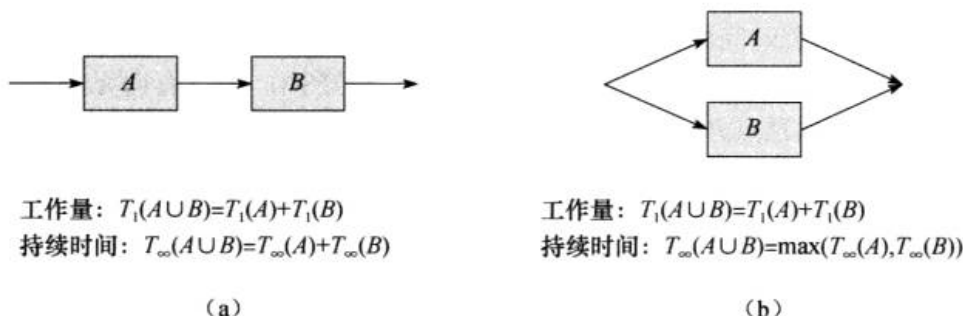 A
B
工作量：T₁(A∪B)=T₁(A)+T₁(B)
持续时间：T∞(A∪B)=T∞(A)+T∞(B)
（a）
A
B
工作量：T₁(A∪B)=T₁(A)+T₁(B)
持续时间：T∞(A∪B)=max(T∞(A),T∞(B))
（b）